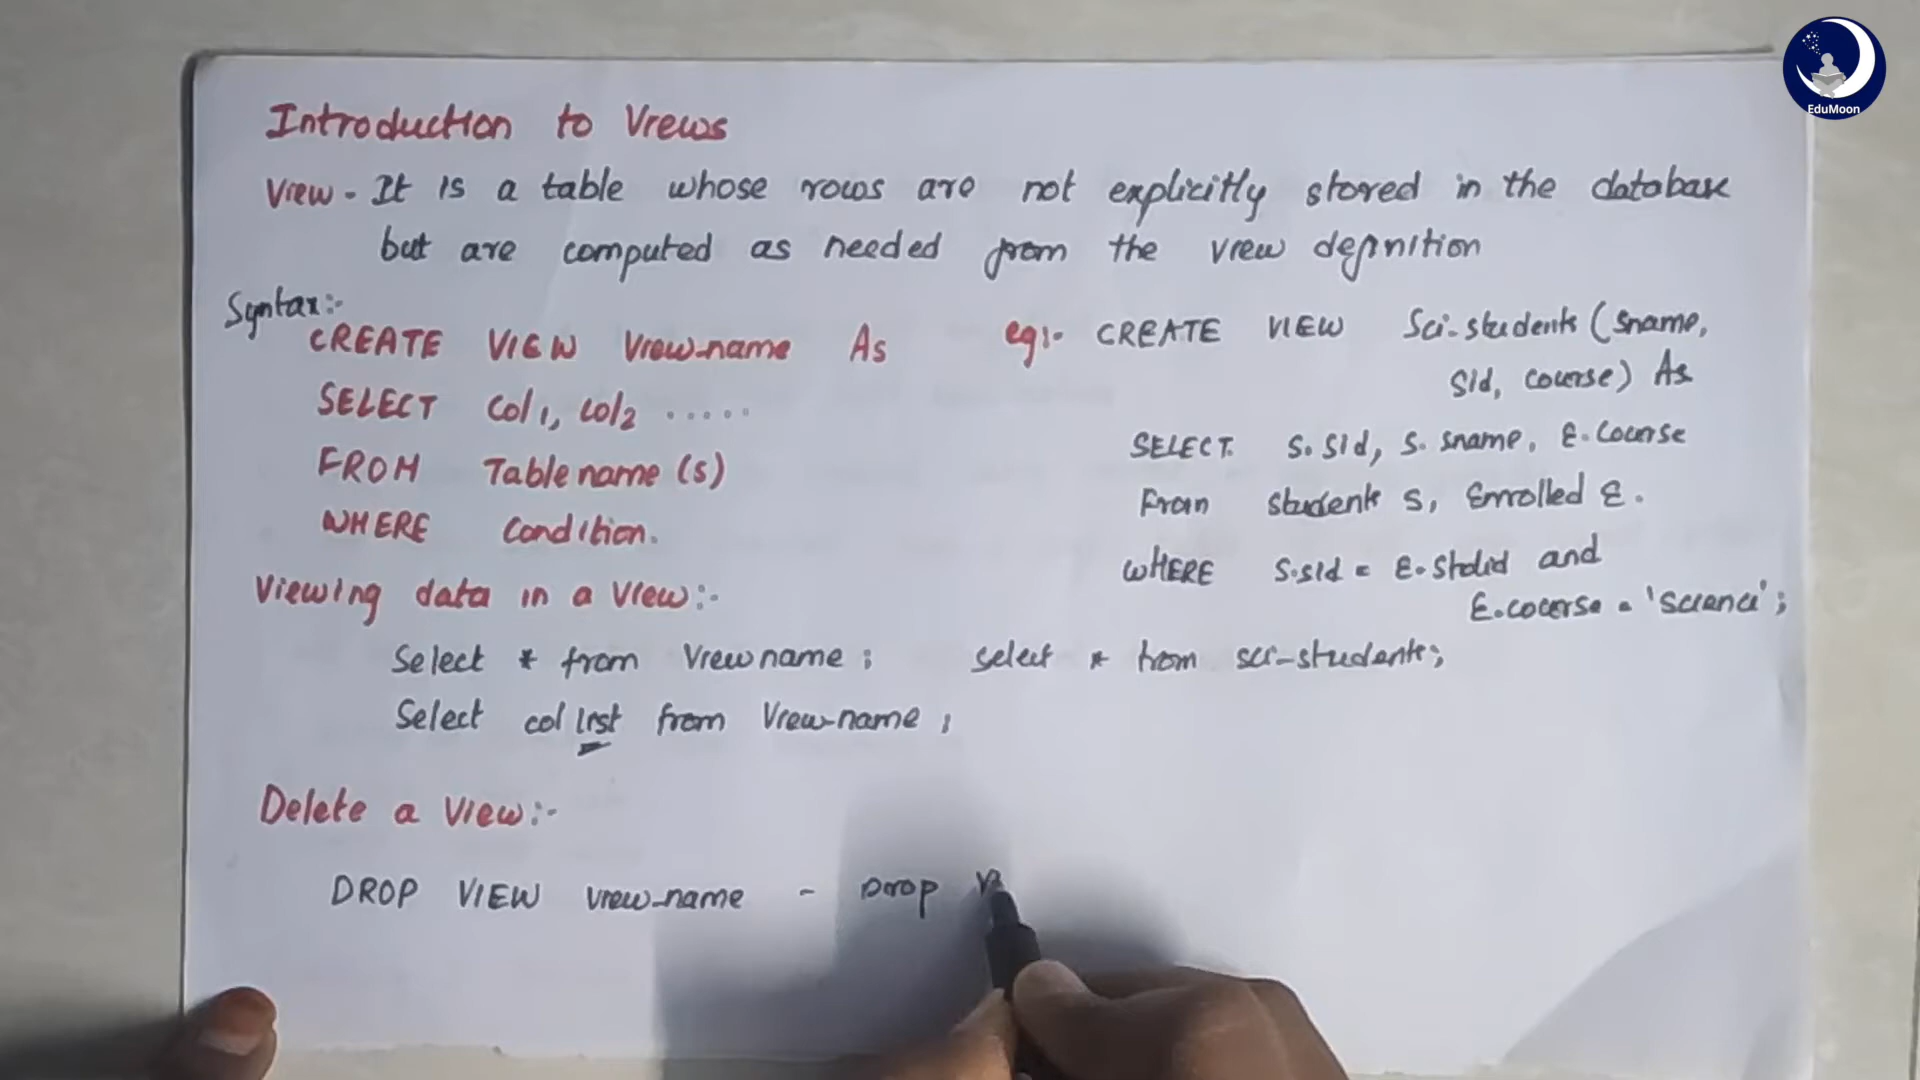 EduMoon
Introduction to Views
View - It is a table whose rows are not explicitly stored in the database
but are computed as needed from the view definition
Syntax:-
CREATE VIEW View-name As
SELECT Col1, Col2 .....
FROM Table name (s)
WHERE Condition.
eg:- CREATE VIEW Sci-students (sname,
Sid, course) As
SELECT S.Sid, S.sname, E.Course
From students S, Enrolled E.
WHERE S.sid = E.Stdid and
E.course = 'science';
Viewing data in a View:-
Select * from Viewname ; select * from sci-students;
Select col list from View-name ;
Delete a View:-
DROP VIEW view-name - Drop